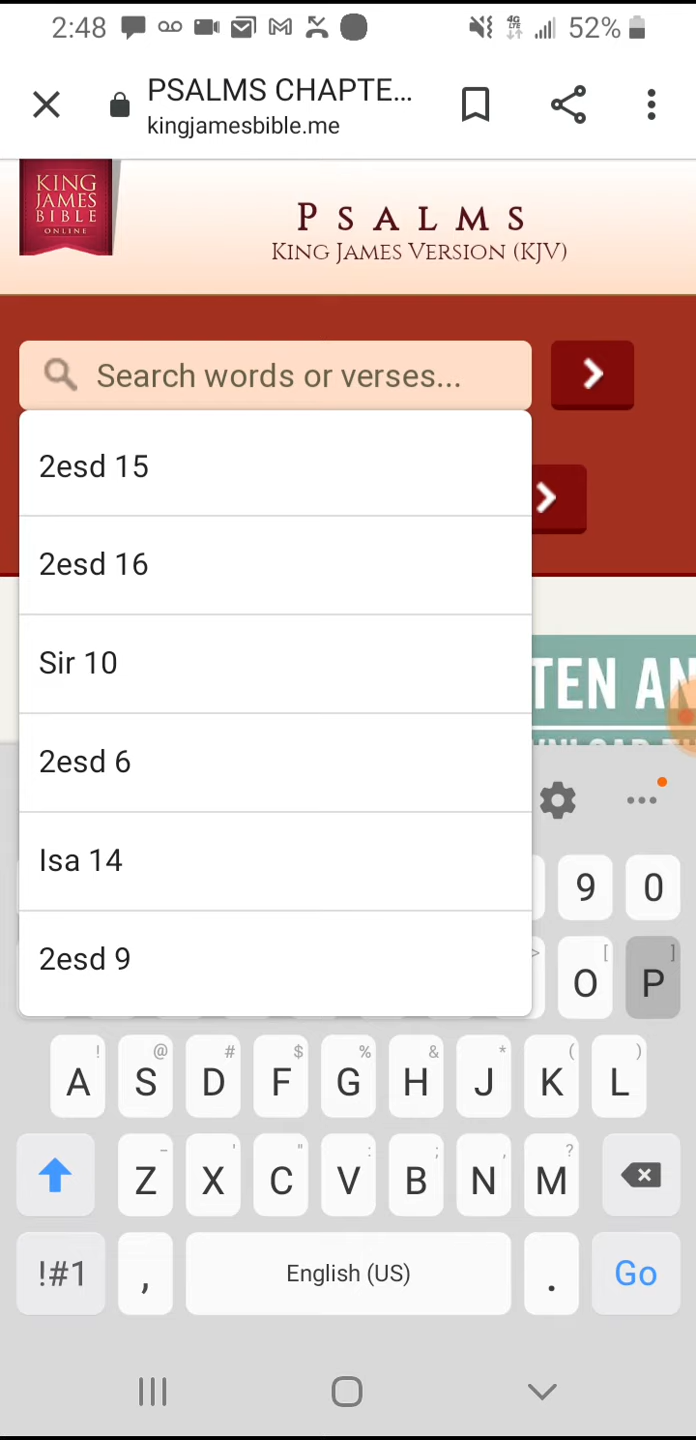 2:48
4G
LTE
52%
PSALMS CHAPTE...
kingjamesbible.me
KING
JAMES
BIBLE
ONLINE
PSALMS
KING JAMES VERSION (KJV)
Search words or verses...
2esd 15
2esd 16
Sir 10
2esd 6
Isa 14
2esd 9
TEN AN
9 0
> [ ]
O P
! @ # $ % & * ( )
A S D F G H J K L
- ' " : ; , ?
Z X C V B N M
!#1 , English (US) . Go